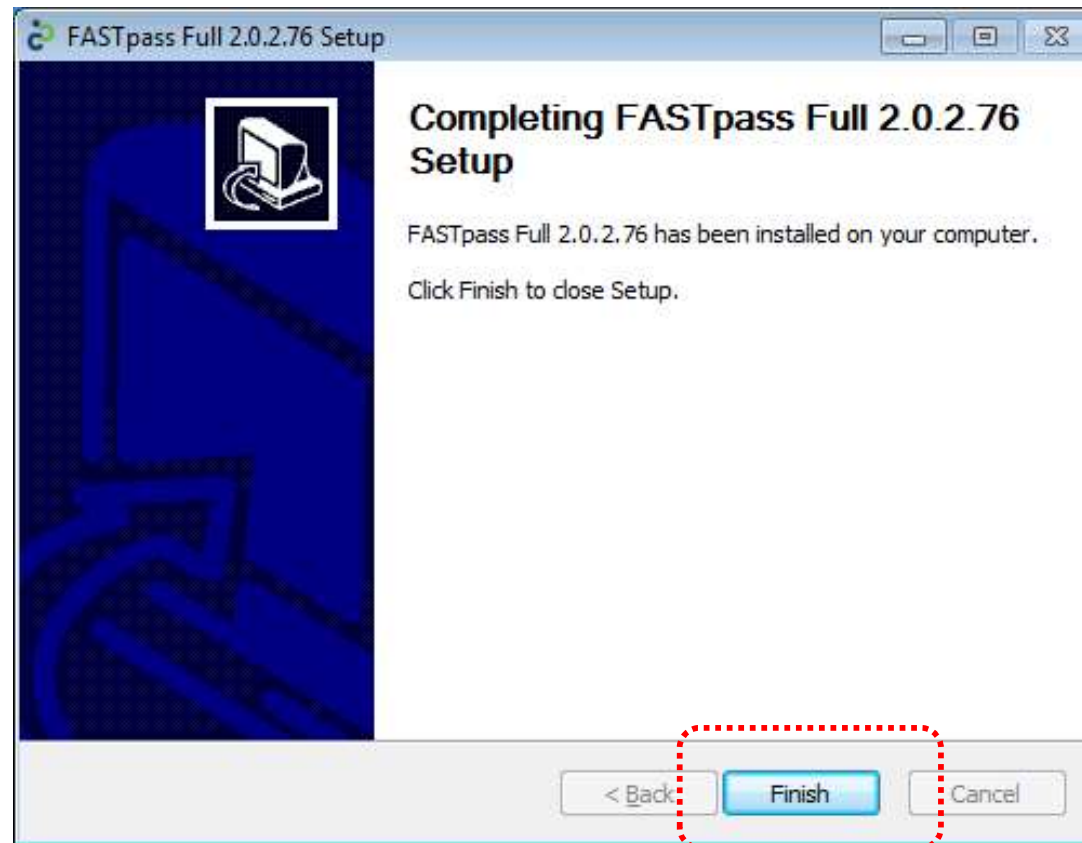 FASTpass Full 2.0.2.76 Setup
Completing FASTpass Full 2.0.2.76
Setup
FASTpass Full 2.0.2.76 has been installed on your computer.
Click Finish to close Setup.
< Back
Finish
Cancel